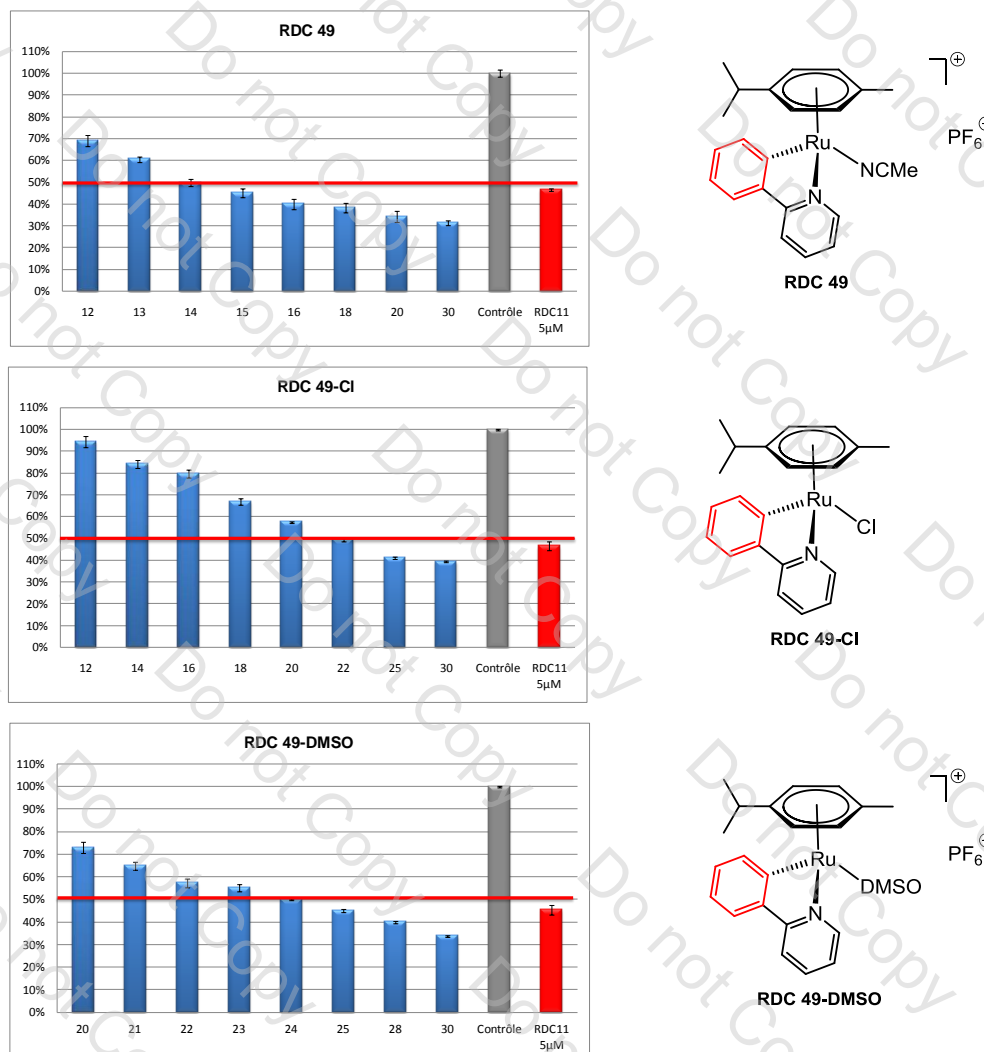 RDC 49
110%
100%
90%
80%
70%
60%
50%
40%
30%
20%
10%
0%
12 13 14 15 16 18 20 30 Contrôle RDC11
5µM
]⊕
PF6
Ru
NCMe
N
RDC 49
RDC 49-Cl
110%
100%
90%
80%
70%
60%
50%
40%
30%
20%
10%
0%
12 14 16 18 20 22 25 30 Contrôle RDC11
5µM
Ru
Cl
N
RDC 49-Cl
RDC 49-DMSO
110%
100%
90%
80%
70%
60%
50%
40%
30%
20%
10%
0%
20 21 22 23 24 25 28 30 Contrôle RDC11
5µM
]⊕
PF6
Ru
DMSO
N
RDC 49-DMSO
Do not Copy